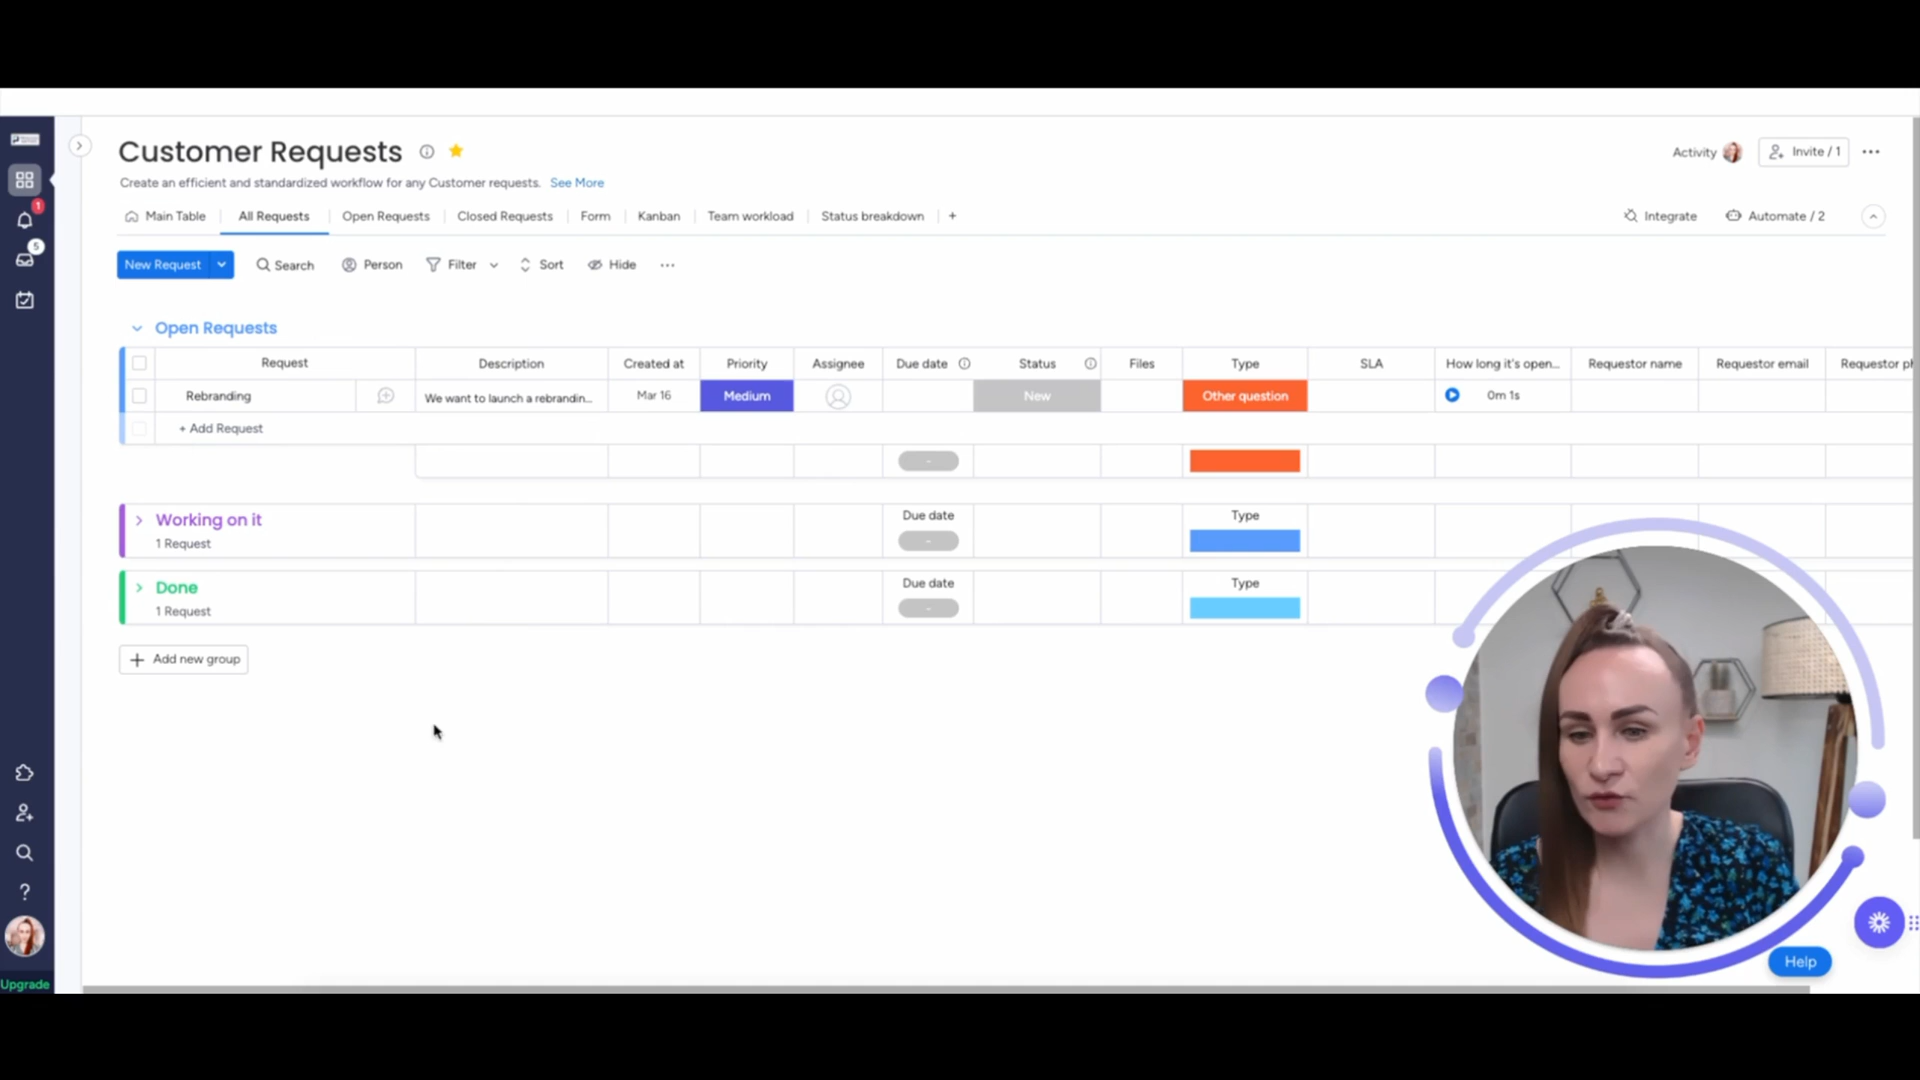 Customer Requests
Activity
Invite / 1
Create an efficient and standardized workflow for any Customer requests. See More
Main Table
All Requests
Open Requests
Closed Requests
Form
Kanban
Team workload
Status breakdown
+
Integrate
Automate / 2
New Request
Search
Person
Filter
Sort
Hide
...
1
5
Open Requests
Request
Description
Created at
Priority
Assignee
Due date
Status
Files
Type
SLA
How long it's open...
Requestor name
Requestor email
Requestor ph
Rebranding
We want to launch a rebrandin...
Mar 16
Medium
New
Other question
0m 1s
+ Add Request
-
Working on it
1 Request
Due date
-
Type
Done
1 Request
Due date
-
Type
+ Add new group
?
Upgrade
Help